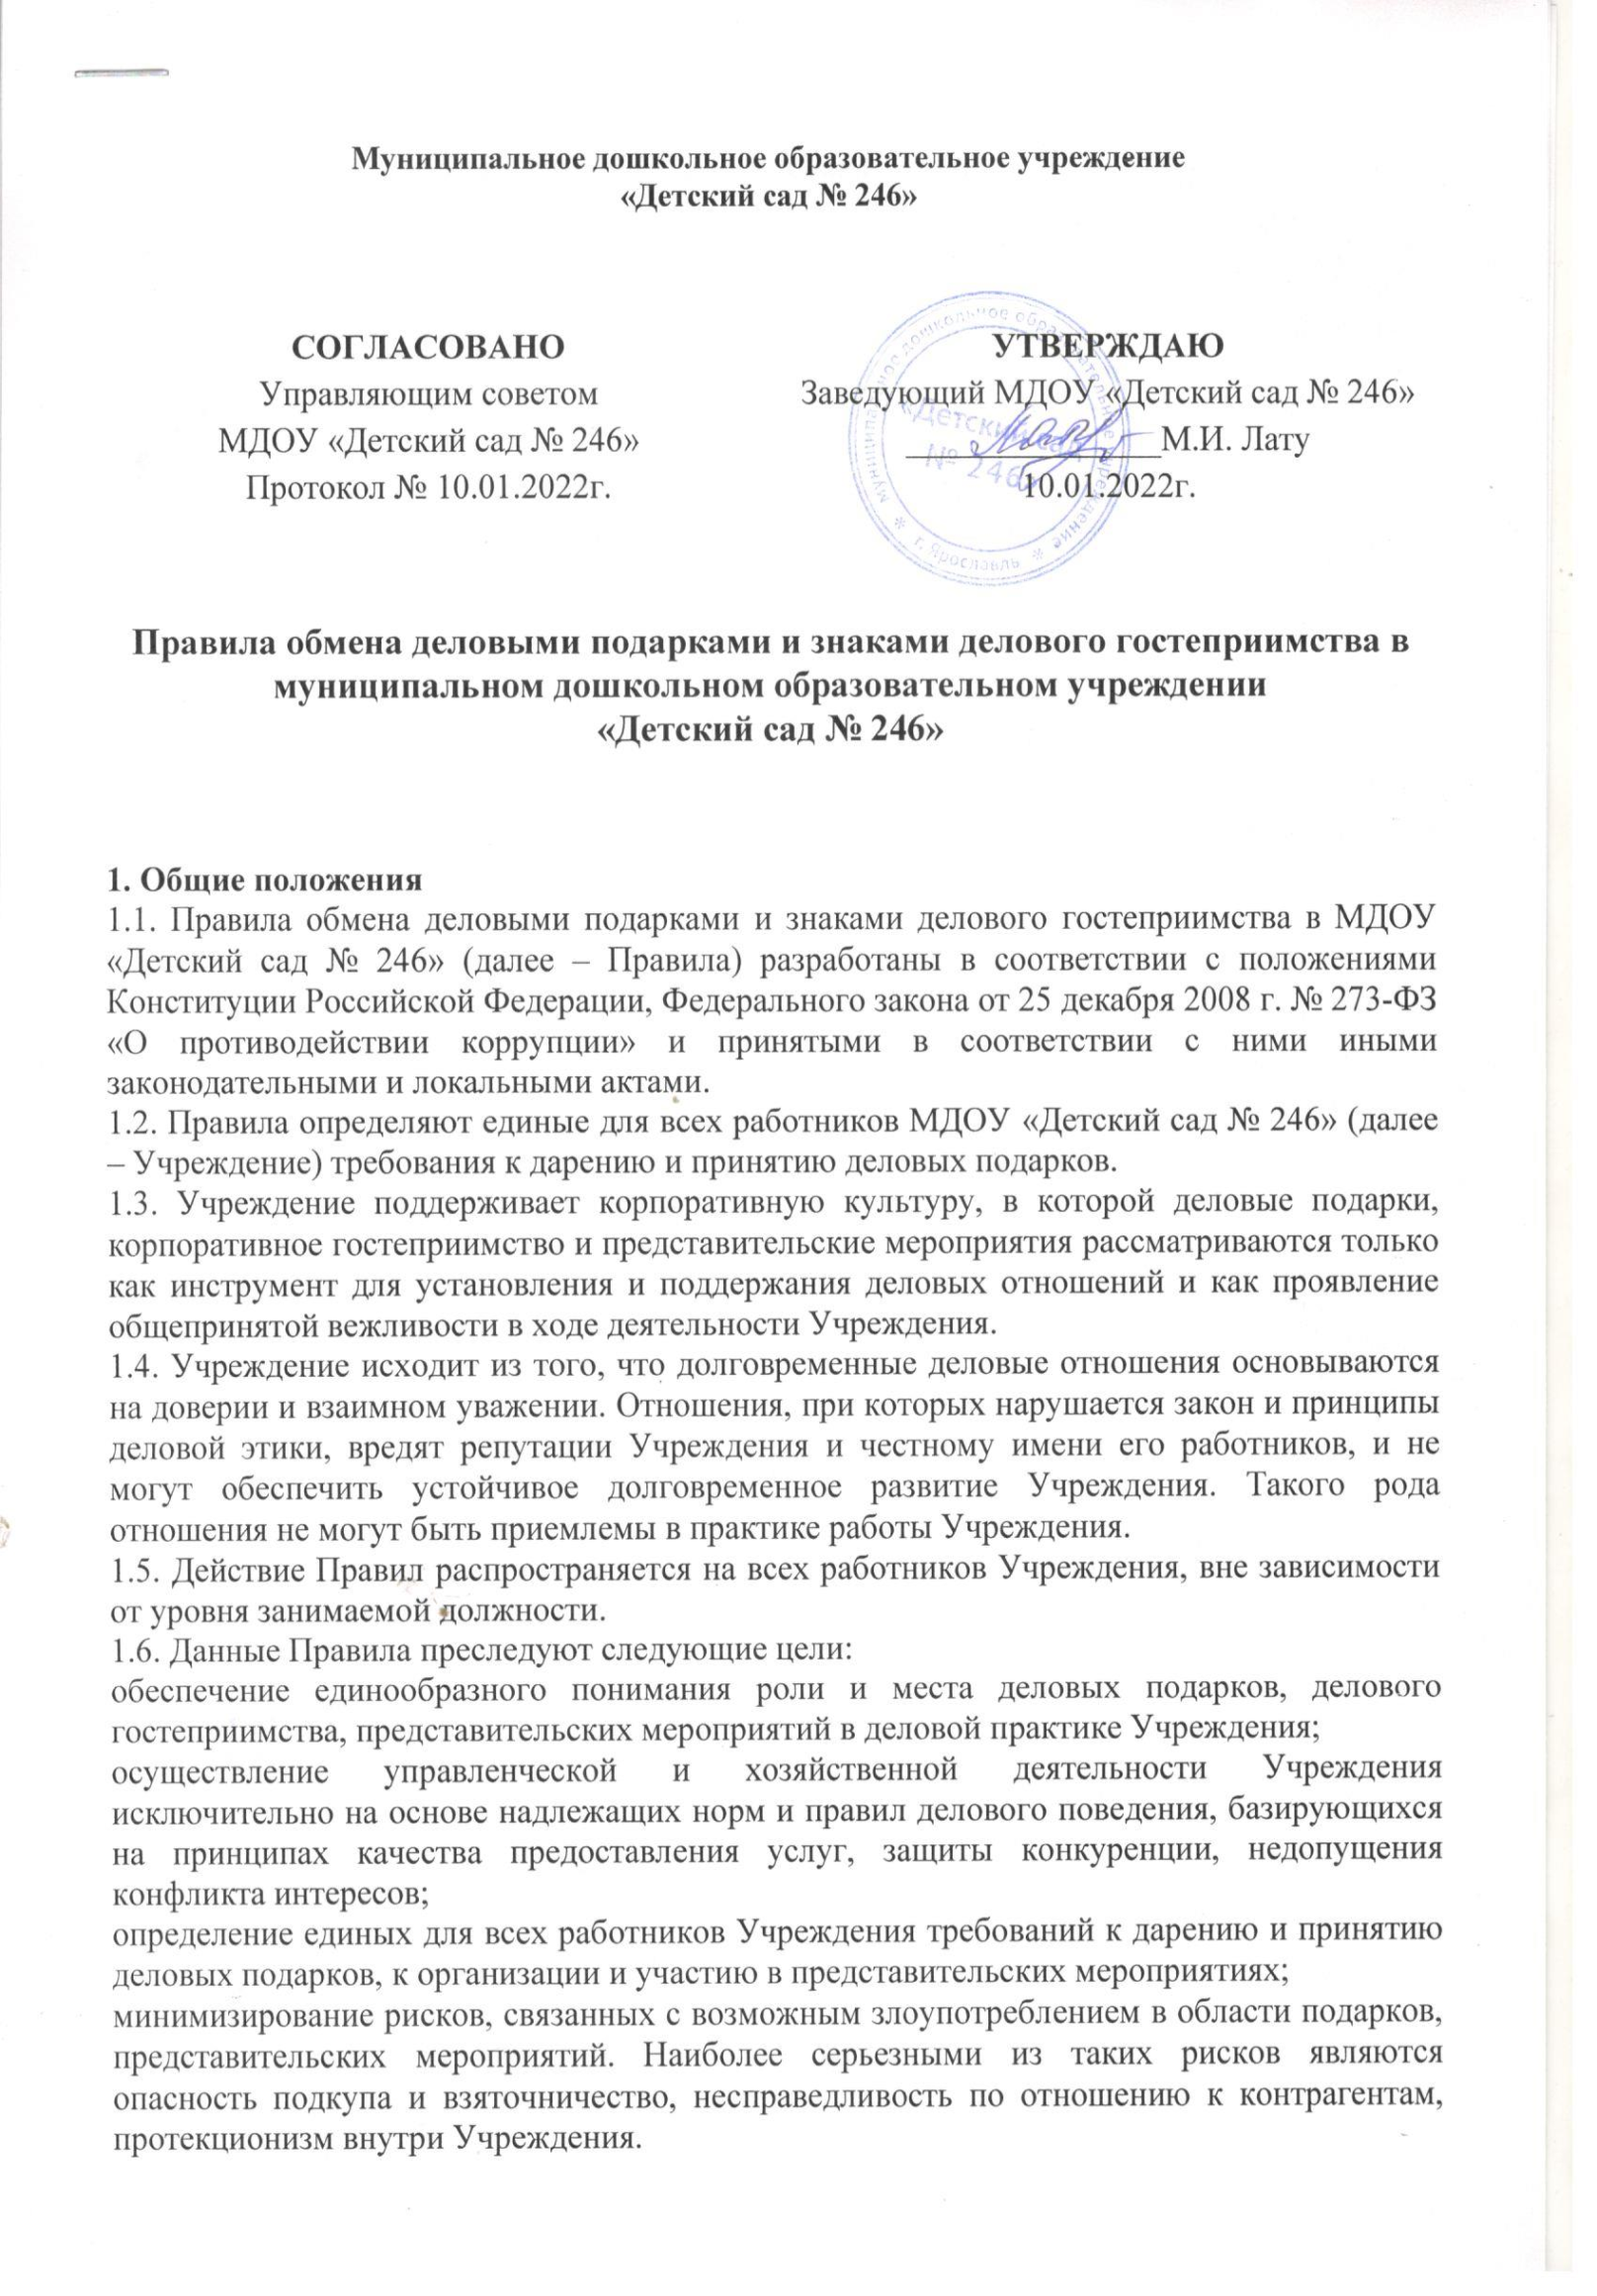 Муниципальное дошкольное образовательное учреждение
«Детский сад № 246»
СОГЛАСОВАНО
Управляющим советом
МДОУ «Детский сад № 246»
Протокол № 10.01.2022г.
УТВЕРЖДАЮ
Заведующий МДОУ «Детский сад № 246»
М.И. Лату
10.01.2022г.
муниципальное дошкольное образовательное учреждение
* г. Ярославль *
«Детский сад
№ 246»
Правила обмена деловыми подарками и знаками делового гостеприимства в
муниципальном дошкольном образовательном учреждении
«Детский сад № 246»
1. Общие положения
1.1. Правила обмена деловыми подарками и знаками делового гостеприимства в МДОУ
«Детский сад № 246» (далее – Правила) разработаны в соответствии с положениями
Конституции Российской Федерации, Федерального закона от 25 декабря 2008 г. № 273-ФЗ
«О противодействии коррупции» и принятыми в соответствии с ними иными
законодательными и локальными актами.
1.2. Правила определяют единые для всех работников МДОУ «Детский сад № 246» (далее
– Учреждение) требования к дарению и принятию деловых подарков.
1.3. Учреждение поддерживает корпоративную культуру, в которой деловые подарки,
корпоративное гостеприимство и представительские мероприятия рассматриваются только
как инструмент для установления и поддержания деловых отношений и как проявление
общепринятой вежливости в ходе деятельности Учреждения.
1.4. Учреждение исходит из того, что долговременные деловые отношения основываются
на доверии и взаимном уважении. Отношения, при которых нарушается закон и принципы
деловой этики, вредят репутации Учреждения и честному имени его работников, и не
могут обеспечить устойчивое долговременное развитие Учреждения. Такого рода
отношения не могут быть приемлемы в практике работы Учреждения.
1.5. Действие Правил распространяется на всех работников Учреждения, вне зависимости
от уровня занимаемой должности.
1.6. Данные Правила преследуют следующие цели:
обеспечение единообразного понимания роли и места деловых подарков, делового
гостеприимства, представительских мероприятий в деловой практике Учреждения;
осуществление управленческой и хозяйственной деятельности Учреждения
исключительно на основе надлежащих норм и правил делового поведения, базирующихся
на принципах качества предоставления услуг, защиты конкуренции, недопущения
конфликта интересов;
определение единых для всех работников Учреждения требований к дарению и принятию
деловых подарков, к организации и участию в представительских мероприятиях;
минимизирование рисков, связанных с возможным злоупотреблением в области подарков,
представительских мероприятий. Наиболее серьезными из таких рисков являются
опасность подкупа и взяточничество, несправедливость по отношению к контрагентам,
протекционизм внутри Учреждения.